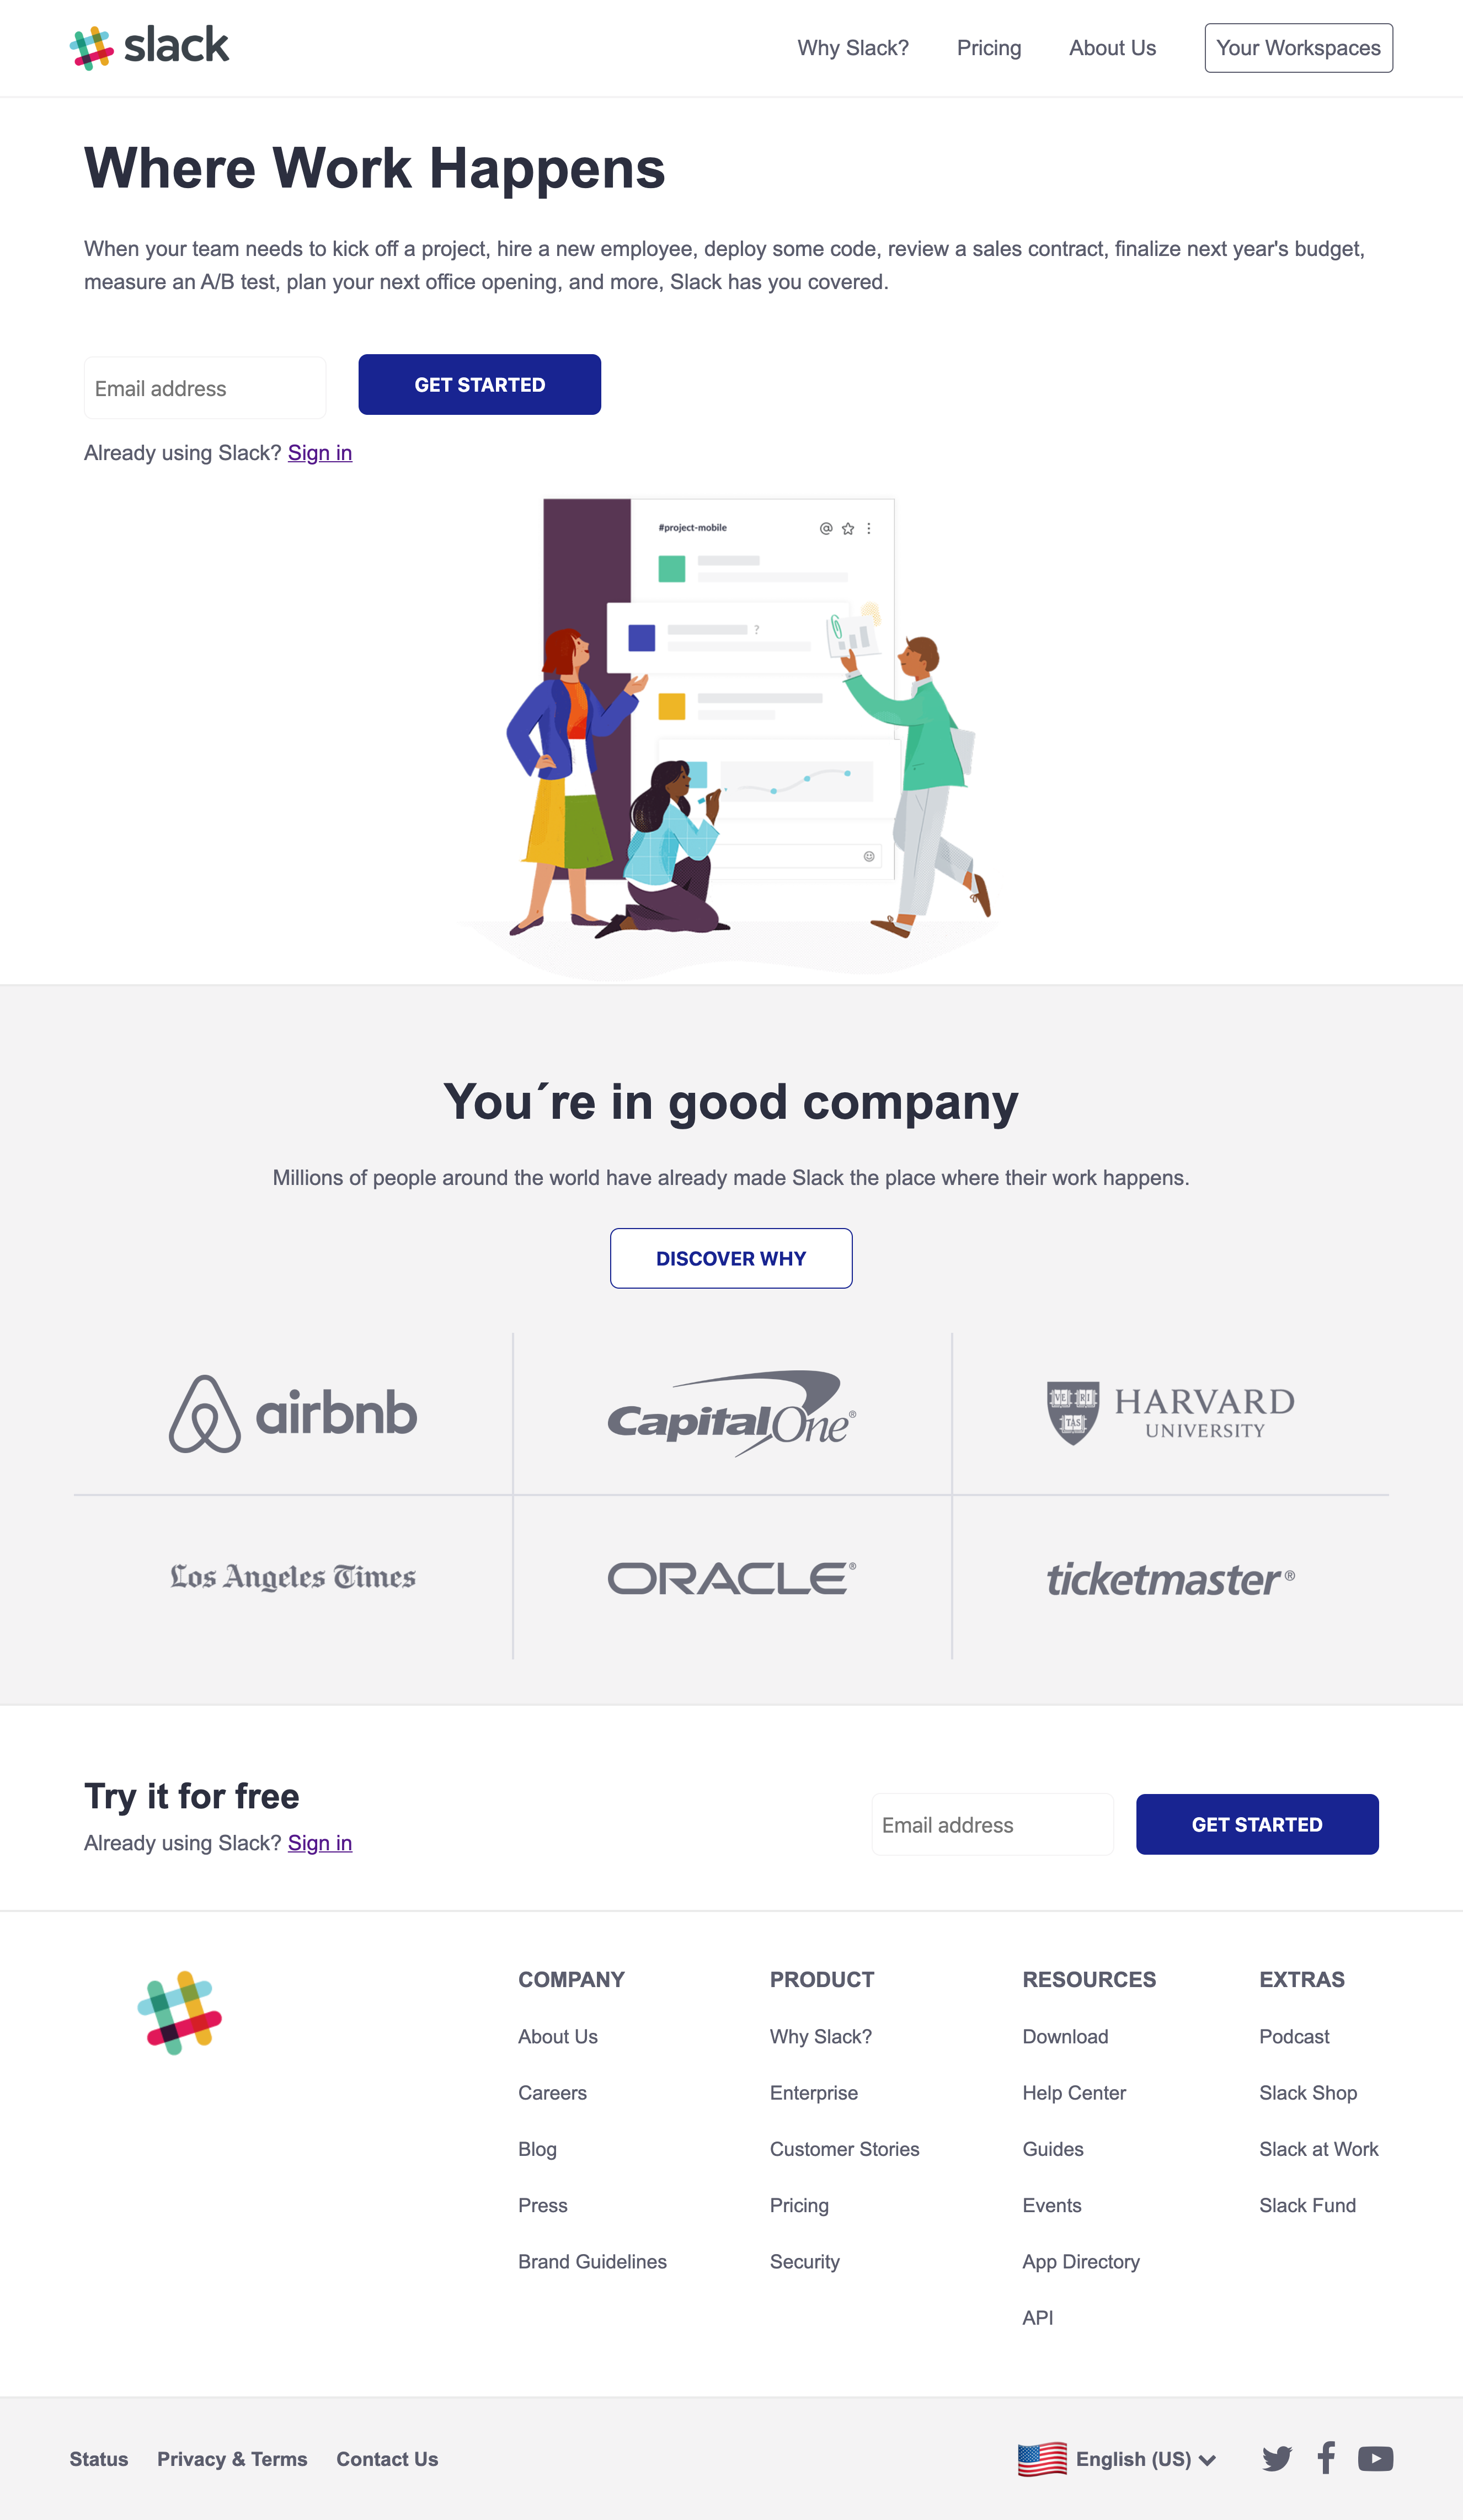 slack
Why Slack?
Pricing
About Us
Your Workspaces
Where Work Happens
When your team needs to kick off a project, hire a new employee, deploy some code, review a sales contract, finalize next year's budget,
measure an A/B test, plan your next office opening, and more, Slack has you covered.
Email address
GET STARTED
Already using Slack? Sign in
#project-mobile
?
You´re in good company
Millions of people around the world have already made Slack the place where their work happens.
DISCOVER WHY
airbnb
CapitalOne®
VE RI TAS
HARVARD
UNIVERSITY
Los Angeles Times
ORACLE®
ticketmaster®
Try it for free
Already using Slack? Sign in
Email address
GET STARTED
COMPANY
About Us
Careers
Blog
Press
Brand Guidelines
PRODUCT
Why Slack?
Enterprise
Customer Stories
Pricing
Security
RESOURCES
Download
Help Center
Guides
Events
App Directory
API
EXTRAS
Podcast
Slack Shop
Slack at Work
Slack Fund
Status
Privacy & Terms
Contact Us
English (US)